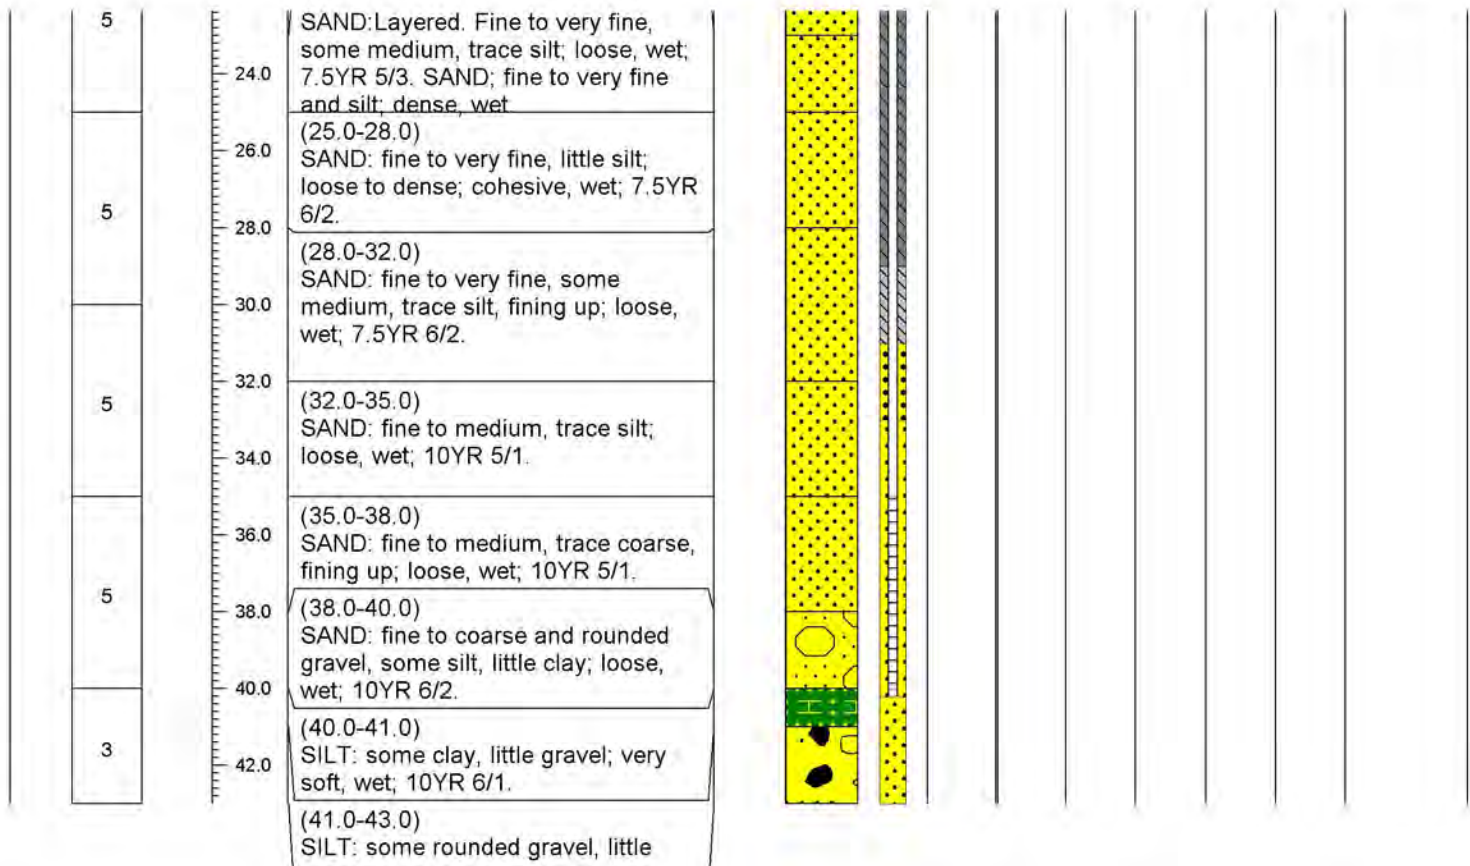 5
5
5
5
3
24.0
26.0
28.0
30.0
32.0
34.0
36.0
38.0
40.0
42.0
SAND:Layered. Fine to very fine,
some medium, trace silt; loose, wet;
7.5YR 5/3. SAND; fine to very fine
and silt; dense, wet
(25.0-28.0)
SAND: fine to very fine, little silt;
loose to dense; cohesive, wet; 7.5YR
6/2.
(28.0-32.0)
SAND: fine to very fine, some
medium, trace silt, fining up; loose,
wet; 7.5YR 6/2.
(32.0-35.0)
SAND: fine to medium, trace silt;
loose, wet; 10YR 5/1.
(35.0-38.0)
SAND: fine to medium, trace coarse,
fining up; loose, wet; 10YR 5/1.
(38.0-40.0)
SAND: fine to coarse and rounded
gravel, some silt, little clay; loose,
wet; 10YR 6/2.
(40.0-41.0)
SILT: some clay, little gravel; very
soft, wet; 10YR 6/1.
(41.0-43.0)
SILT: some rounded gravel, little